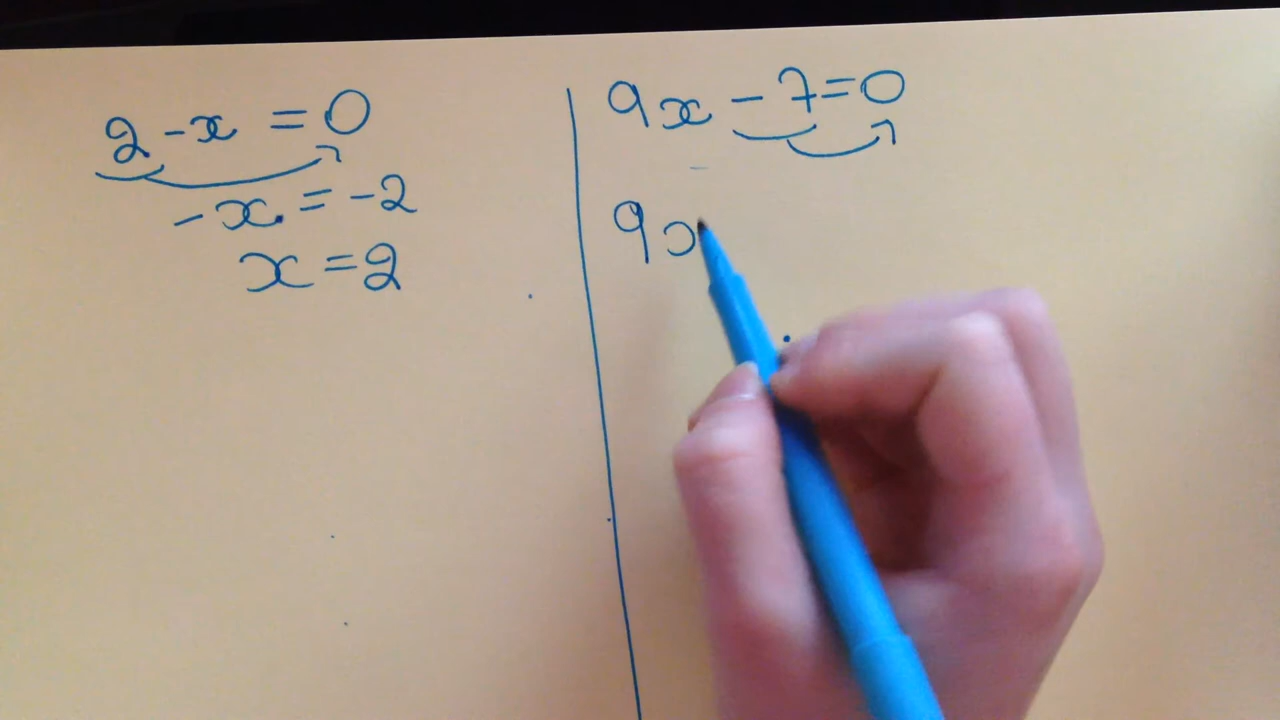 2 -x = 0
-x = -2
x = 2
9x - 7 = 0
9x